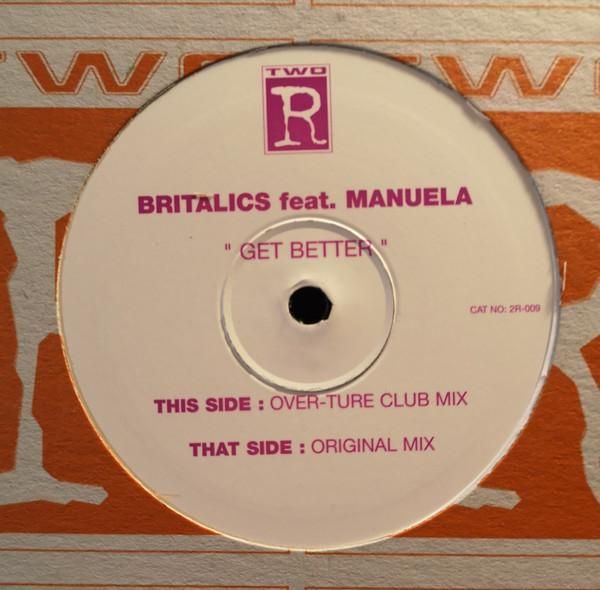 TWO
R
BRITALICS feat. MANUELA
" GET BETTER "
CAT NO: 2R-009
THIS SIDE : OVER-TURE CLUB MIX
THAT SIDE : ORIGINAL MIX